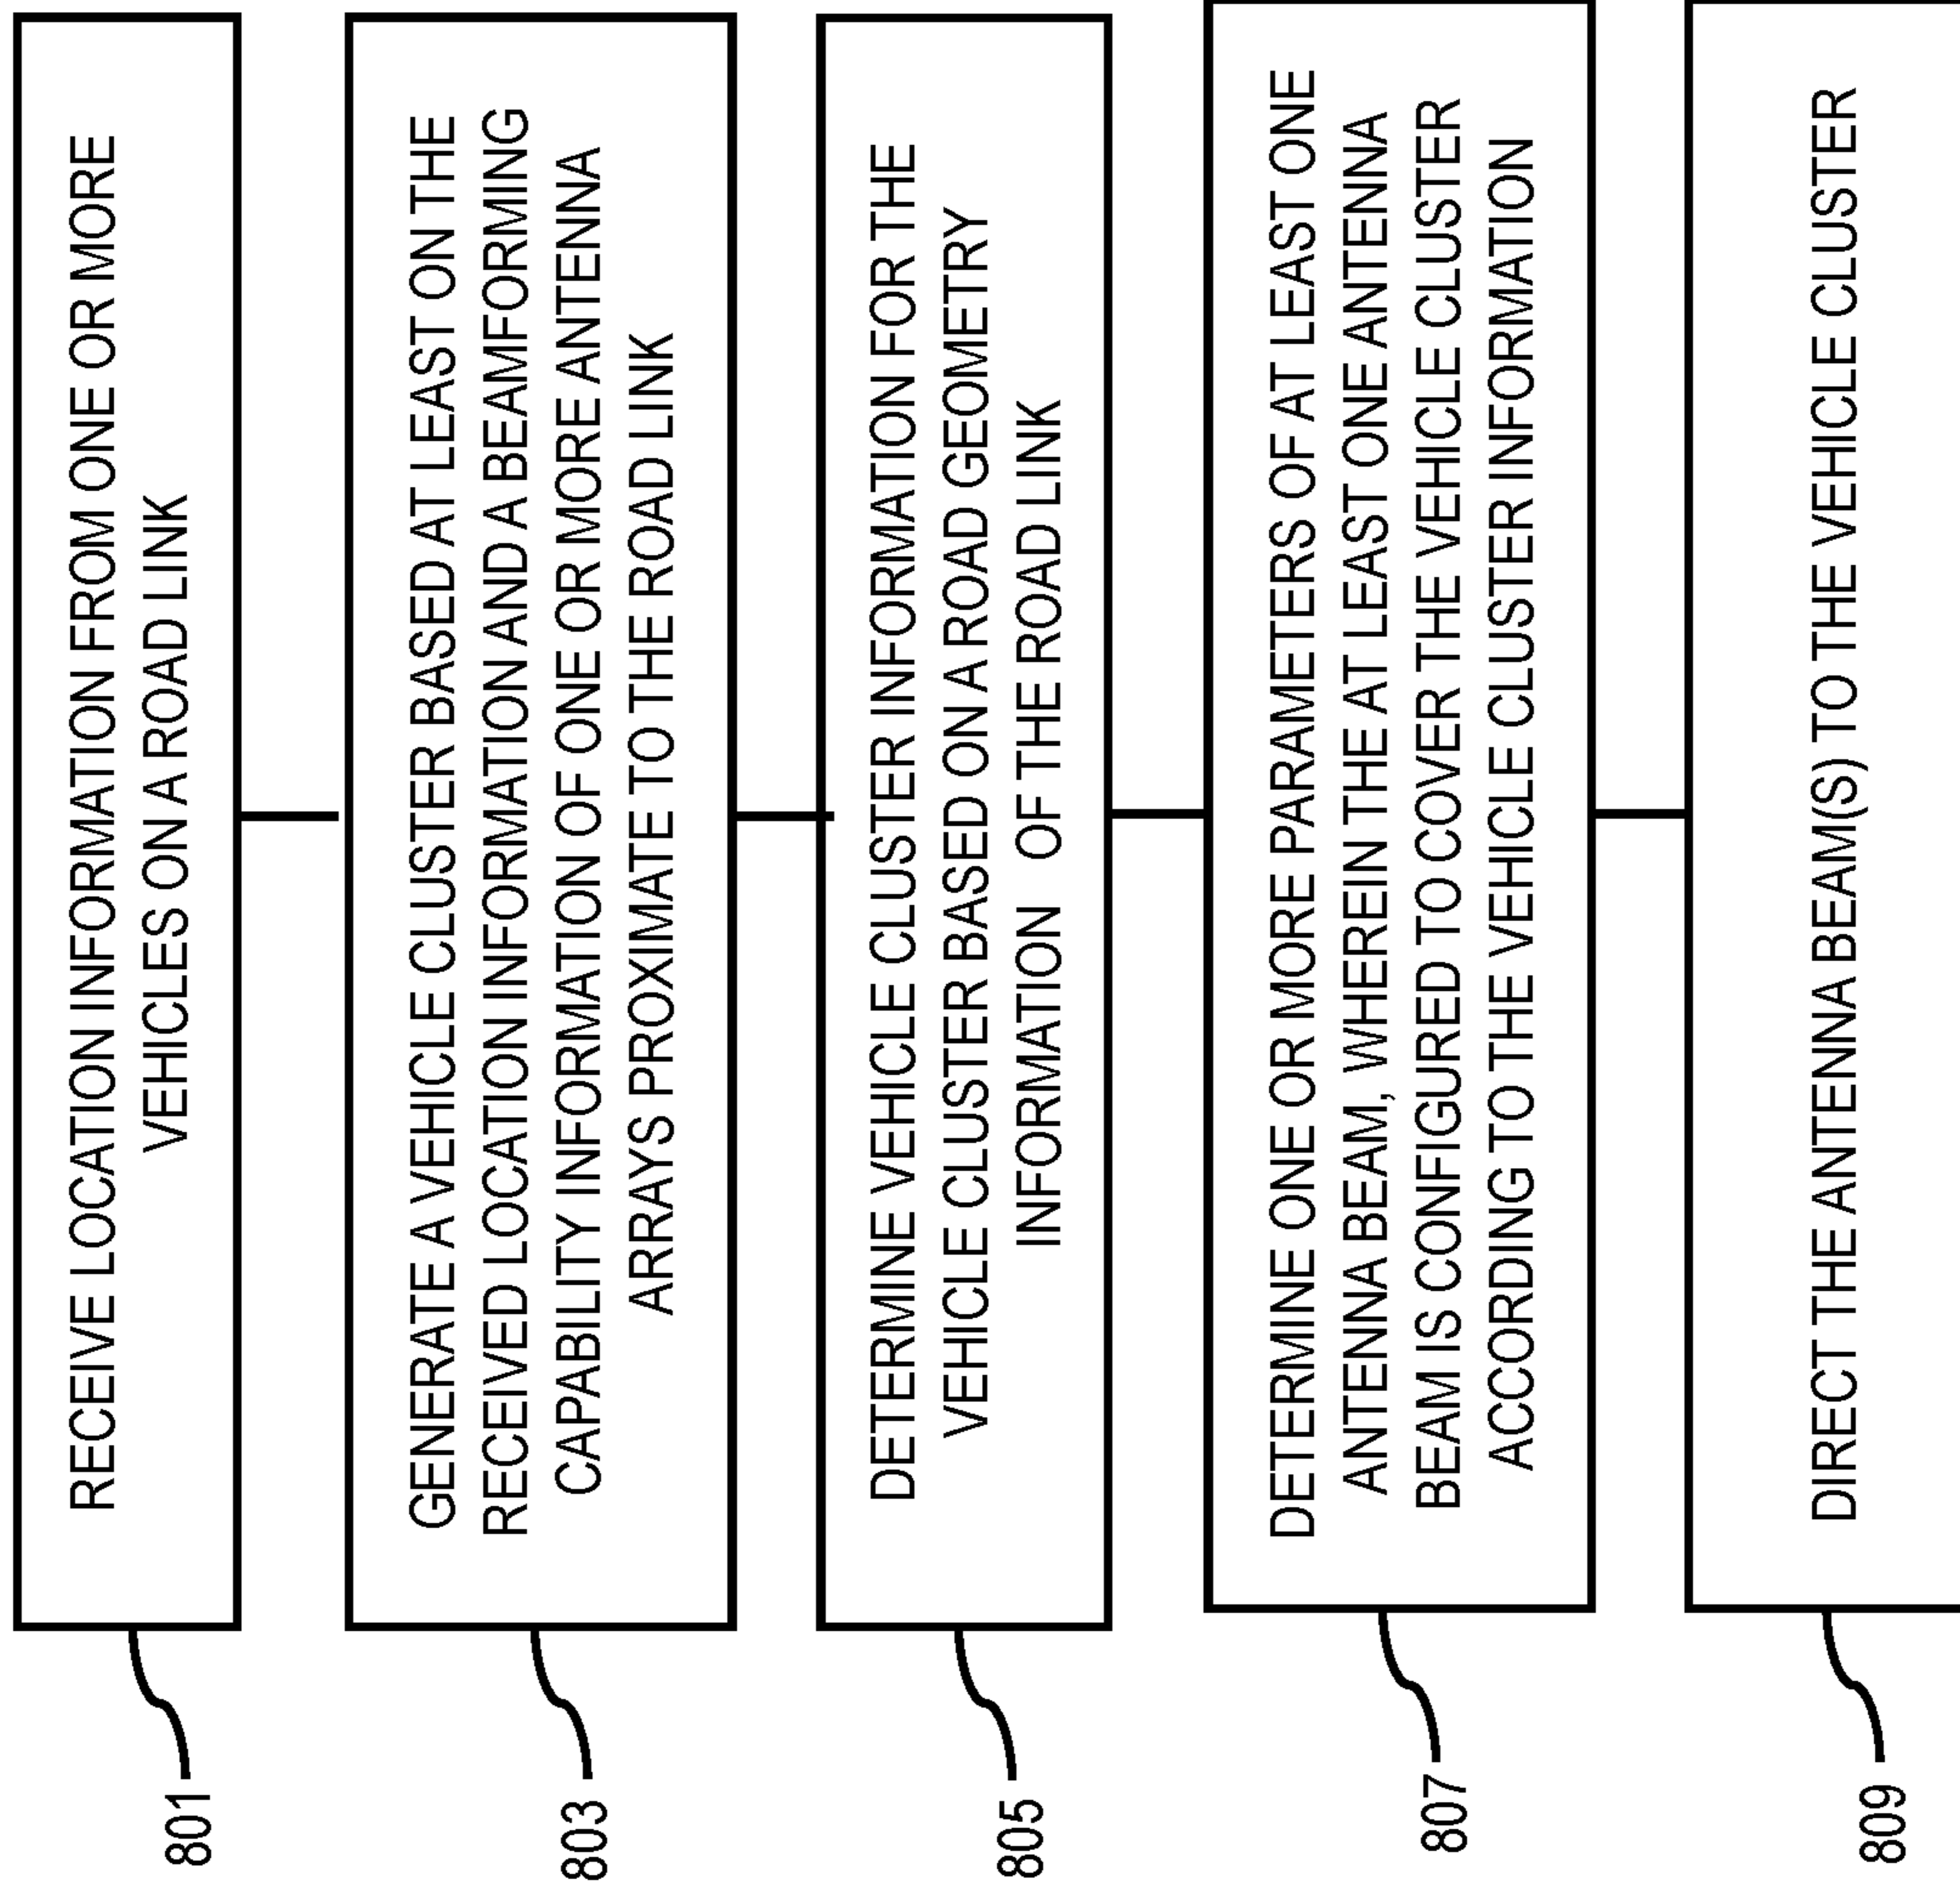 RECEIVE LOCATION INFORMATION FROM ONE OR MORE
VEHICLES ON A ROAD LINK
801
GENERATE A VEHICLE CLUSTER BASED AT LEAST ON THE
RECEIVED LOCATION INFORMATION AND A BEAMFORMING
CAPABILITY INFORMATION OF ONE OR MORE ANTENNA
ARRAYS PROXIMATE TO THE ROAD LINK
803
DETERMINE VEHICLE CLUSTER INFORMATION FOR THE
VEHICLE CLUSTER BASED ON A ROAD GEOMETRY
INFORMATION OF THE ROAD LINK
805
DETERMINE ONE OR MORE PARAMETERS OF AT LEAST ONE
ANTENNA BEAM, WHEREIN THE AT LEAST ONE ANTENNA
BEAM IS CONFIGURED TO COVER THE VEHICLE CLUSTER
ACCORDING TO THE VEHICLE CLUSTER INFORMATION
807
DIRECT THE ANTENNA BEAM(S) TO THE VEHICLE CLUSTER
809